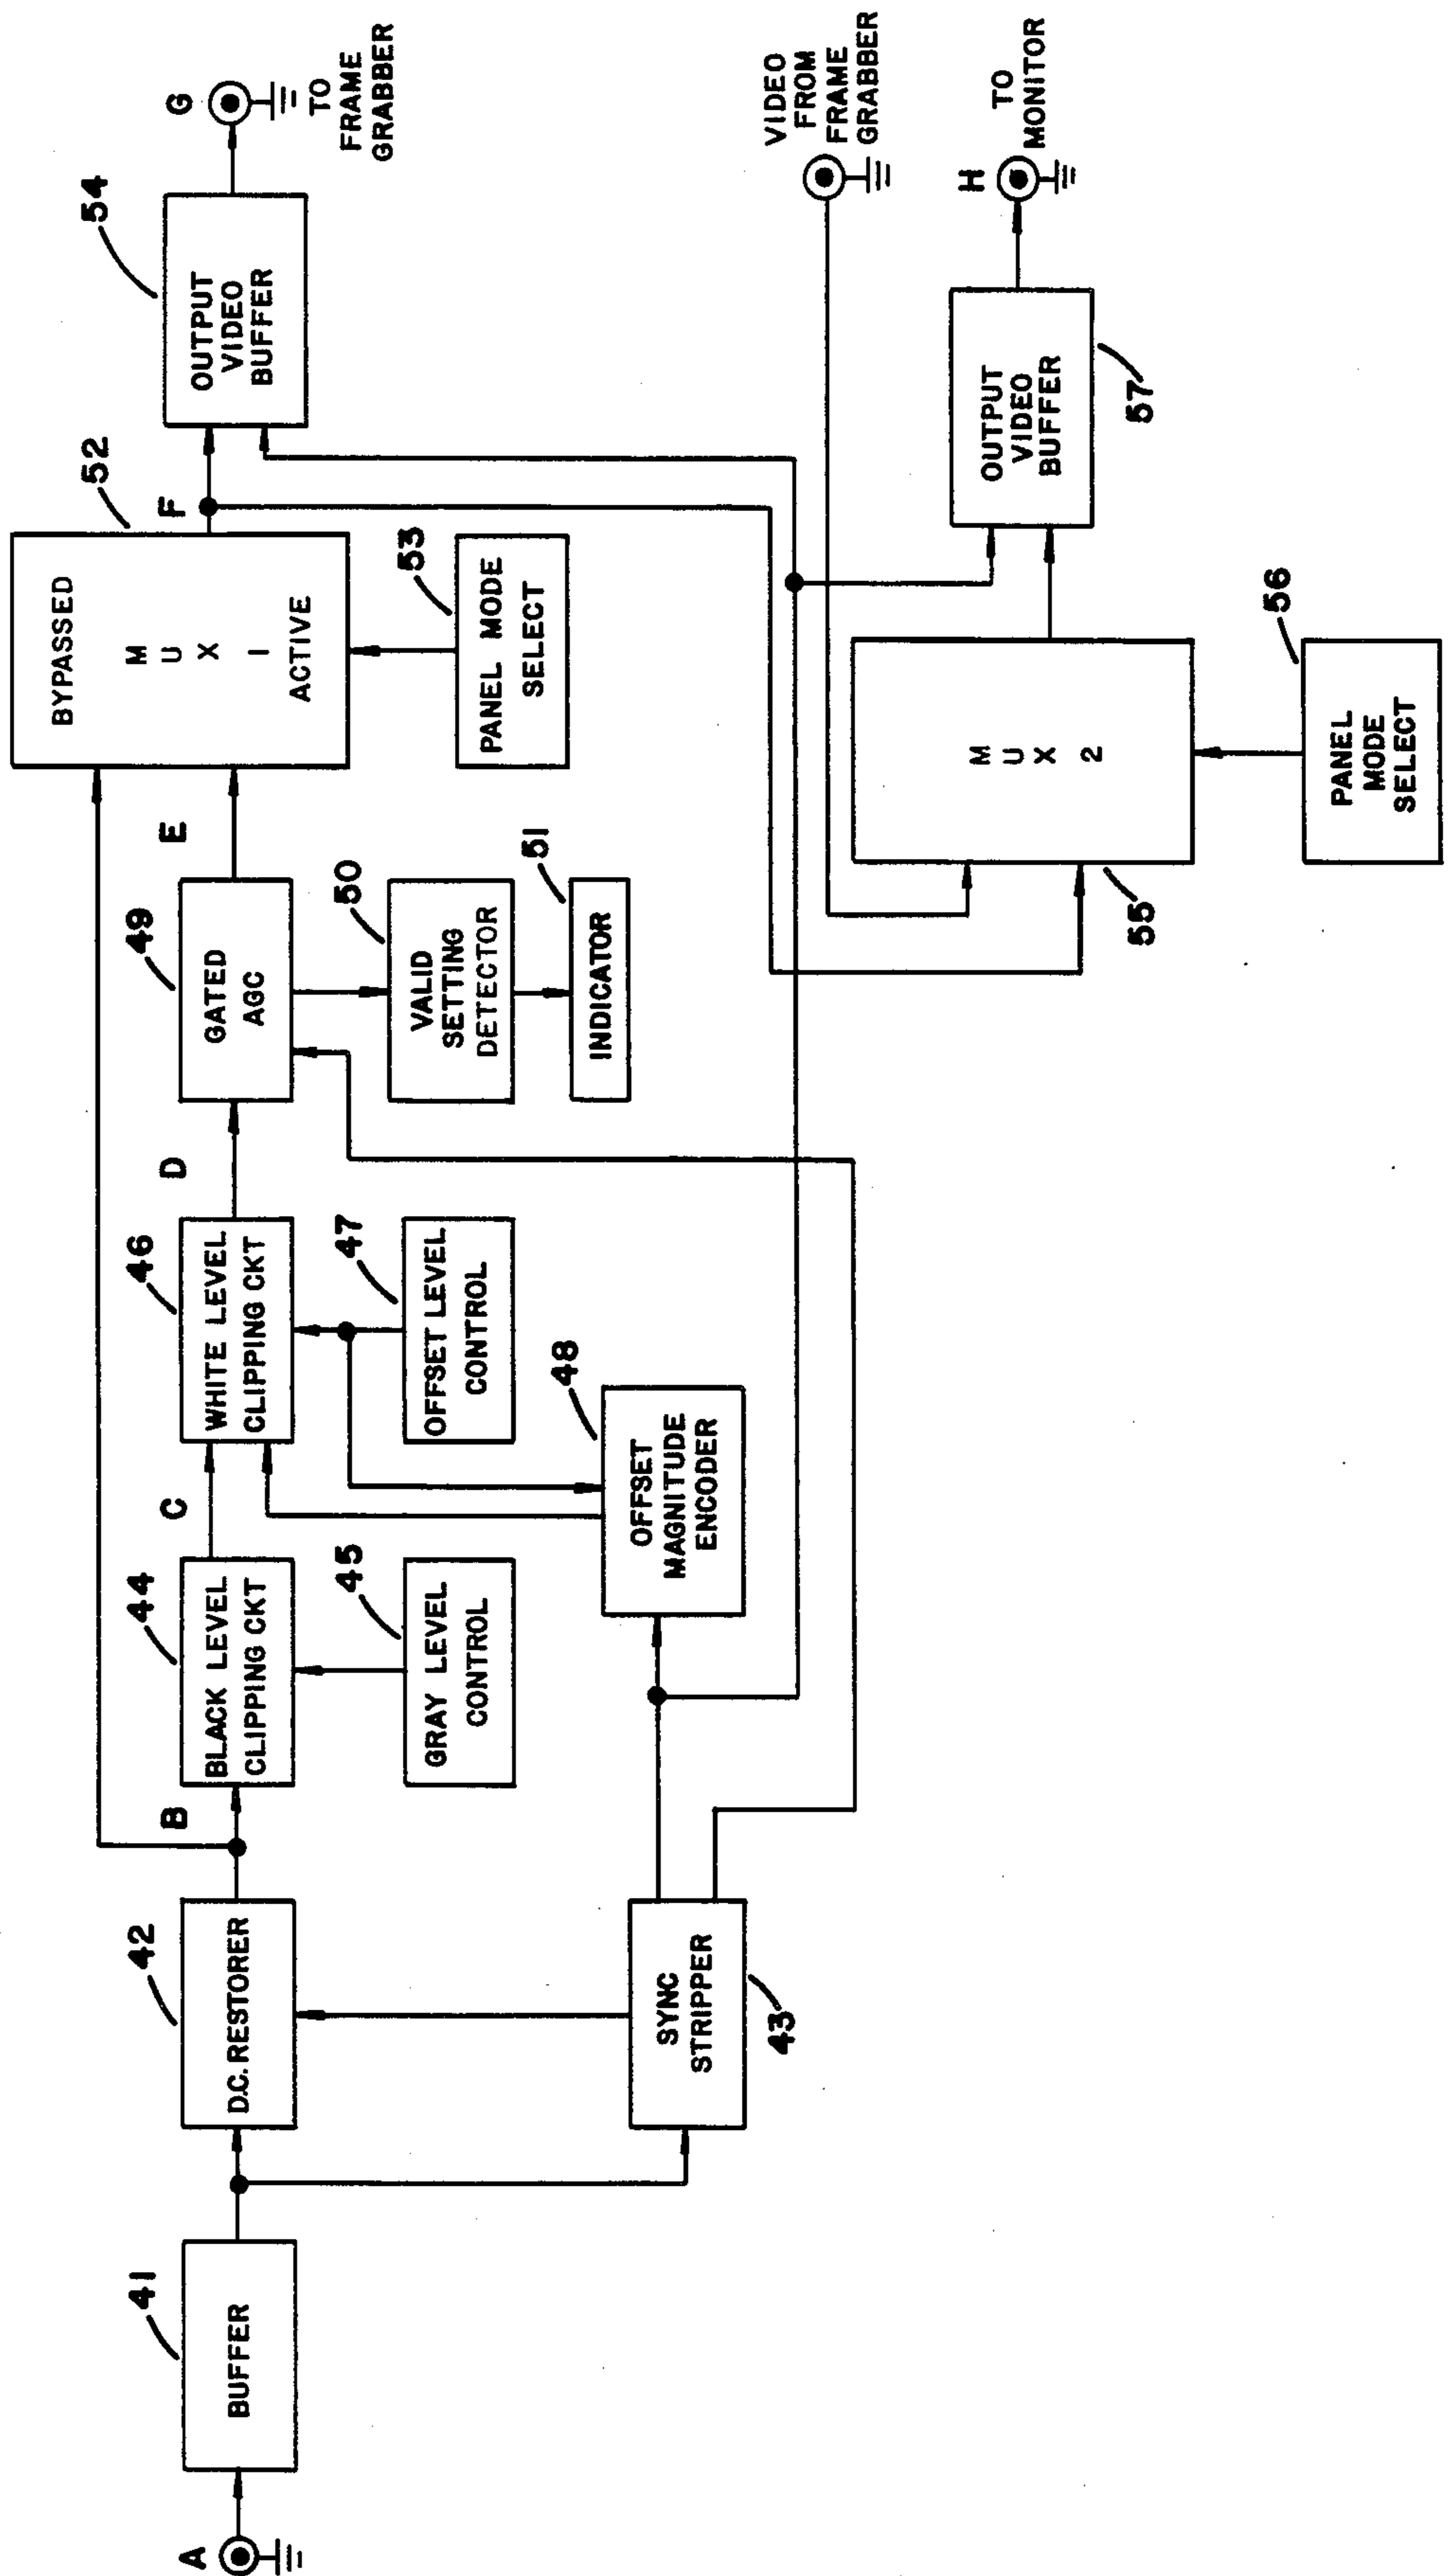 A
41
BUFFER
42
D.C. RESTORER
43
SYNC
STRIPPER
B
44
BLACK LEVEL
CLIPPING CKT
45
GRAY LEVEL
CONTROL
C
46
WHITE LEVEL
CLIPPING CKT
47
OFFSET LEVEL
CONTROL
48
OFFSET
MAGNITUDE
ENCODER
D
49
GATED
AGC
50
VALID
SETTING
DETECTOR
51
INDICATOR
E
52
BYPASSED
M
U
X
1
ACTIVE
53
PANEL MODE
SELECT
F
54
OUTPUT
VIDEO
BUFFER
G
TO
FRAME
GRABBER
VIDEO
FROM
FRAME
GRABBER
55
M
U
X
2
56
PANEL
MODE
SELECT
57
OUTPUT
VIDEO
BUFFER
H
TO
MONITOR